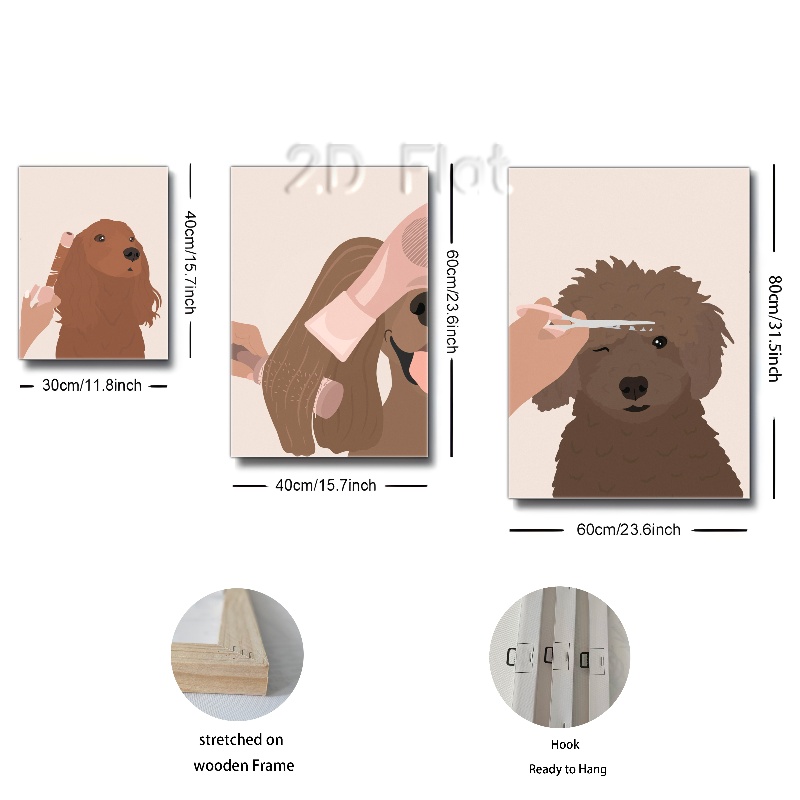 2D Flat
40cm/15.7inch
30cm/11.8inch
60cm/23.6inch
40cm/15.7inch
80cm/31.5inch
60cm/23.6inch
stretched on
wooden Frame
Hook
Ready to Hang